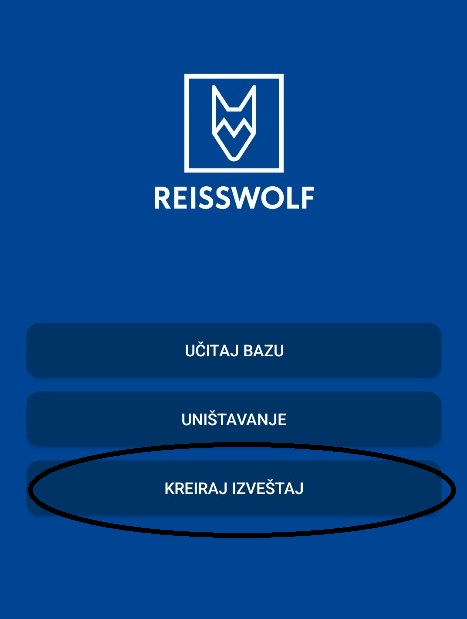 REISSWOLF
UČITAJ BAZU
UNIŠTAVANJE
KREIRAJ IZVEŠTAJ